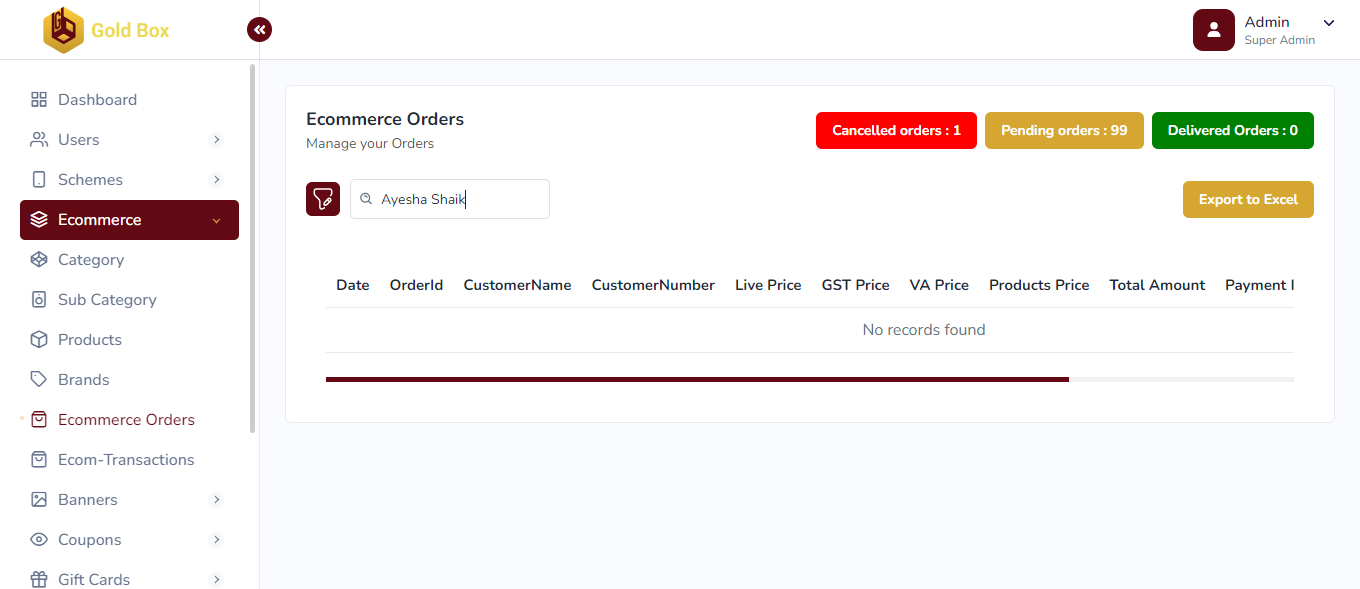 Gold Box
Admin
Super Admin
Dashboard
Users
Schemes
Ecommerce
Category
Sub Category
Products
Brands
Ecommerce Orders
Ecom-Transactions
Banners
Coupons
Gift Cards
Ecommerce Orders
Manage your Orders
Cancelled orders : 1 Pending orders : 99 Delivered Orders : 0
Ayesha Shaik Export to Excel
Date OrderId CustomerName CustomerNumber Live Price GST Price VA Price Products Price Total Amount Payment
No records found